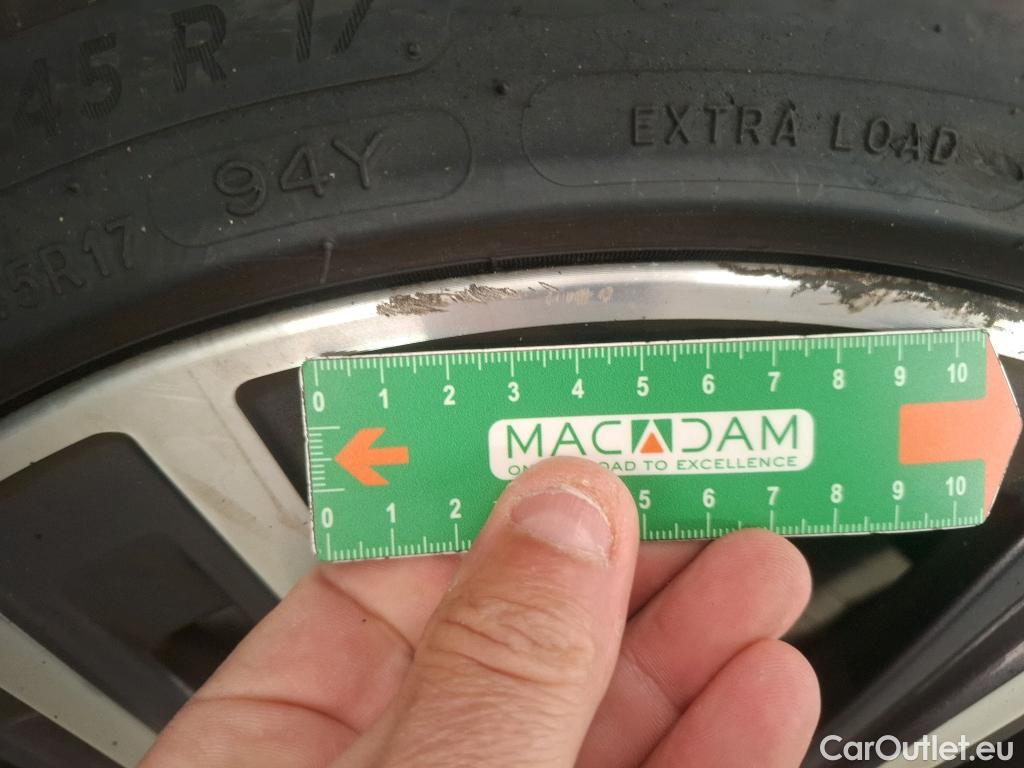 45 R 17
94Y
EXTRA LOAD
5R17
0 1 2 3 4 5 6 7 8 9 10
MACADAM
ROAD TO EXCELLENCE
0 1 2 5 6 7 8 9 10
CarOutlet.eu